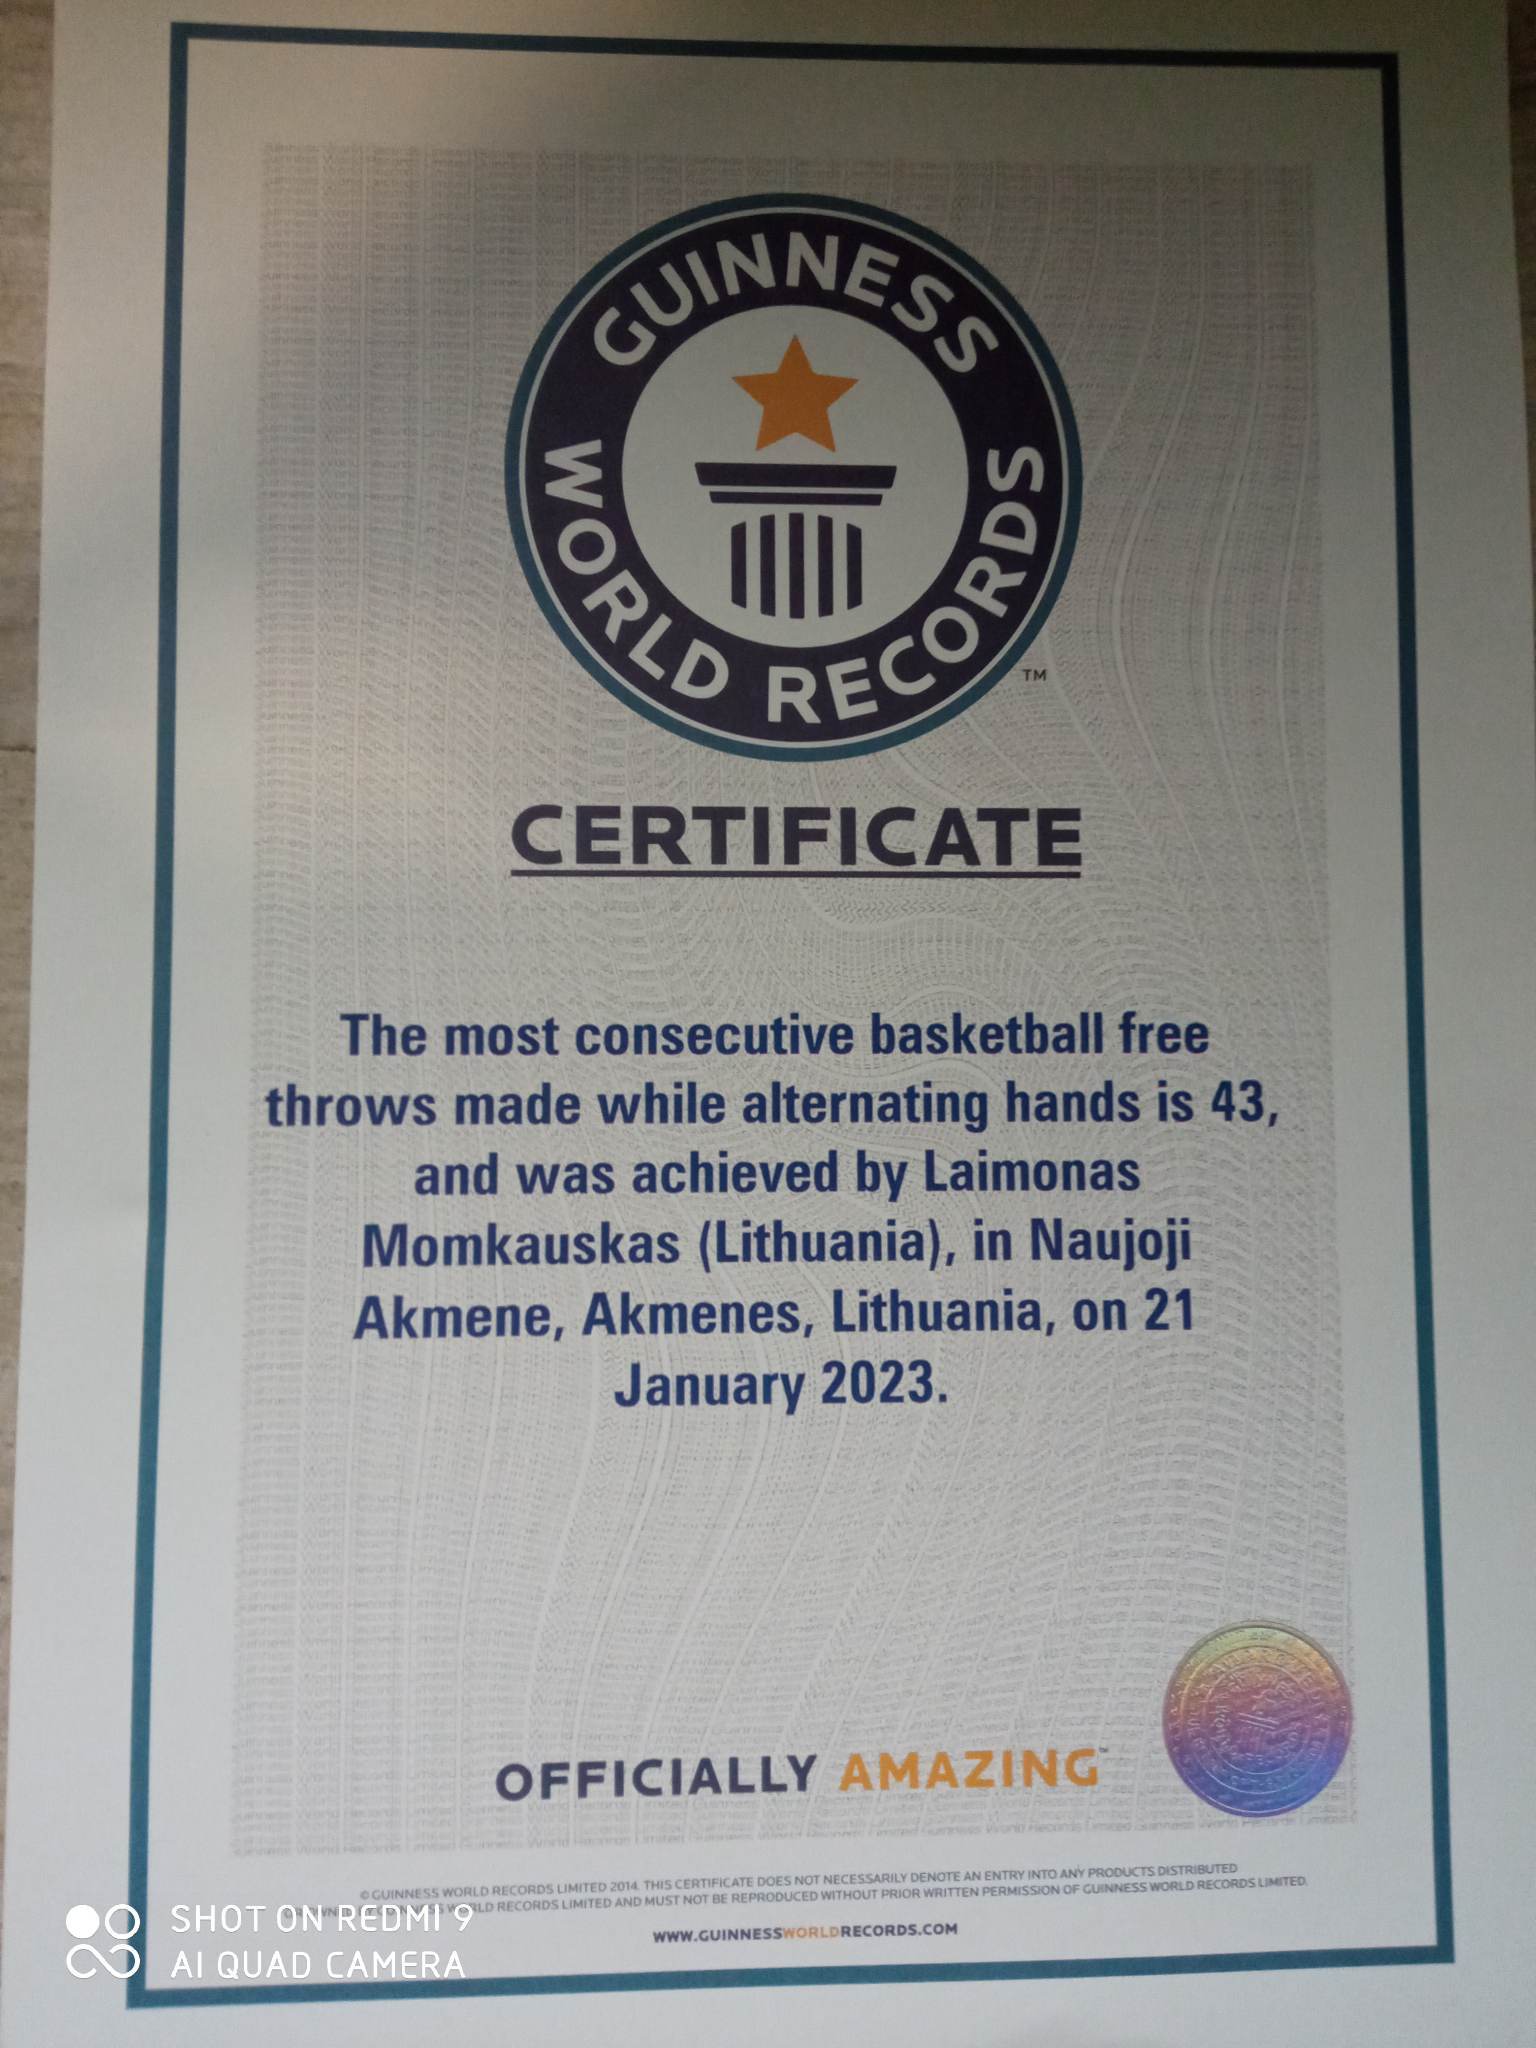 GUINNESS
WORLD RECORDS
TM
CERTIFICATE
The most consecutive basketball free
throws made while alternating hands is 43,
and was achieved by Laimonas
Momkauskas (Lithuania), in Naujoji
Akmene, Akmenes, Lithuania, on 21
January 2023.
OFFICIALLY AMAZING™
© GUINNESS WORLD RECORDS LIMITED 2014. THIS CERTIFICATE DOES NOT NECESSARILY DENOTE AN ENTRY INTO ANY PRODUCTS DISTRIBUTED
WORLD RECORDS LIMITED AND MUST NOT BE REPRODUCED WITHOUT PRIOR WRITTEN PERMISSION OF GUINNESS WORLD RECORDS LIMITED.
WWW.GUINNESSWORLDRECORDS.COM
SHOT ON REDMI 9
AI QUAD CAMERA